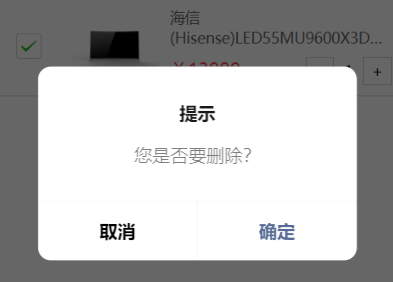 海信
(Hisense)LED55MU9600X3D...
+
提示
您是否要删除？
取消
确定